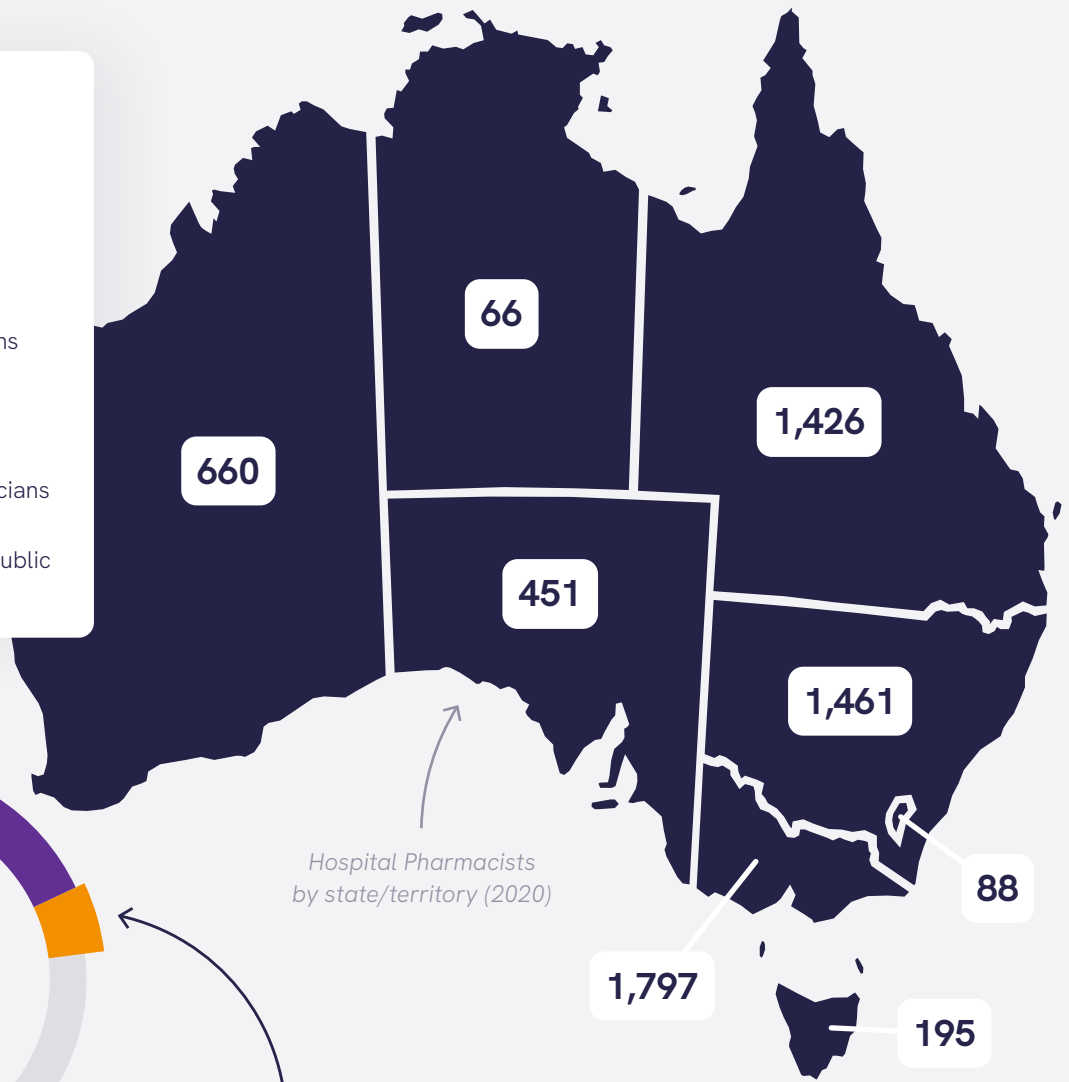 ns
cians
ublic
66
1,426
660
451
1,461
88
1,797
195
Hospital Pharmacists
by state/territory (2020)